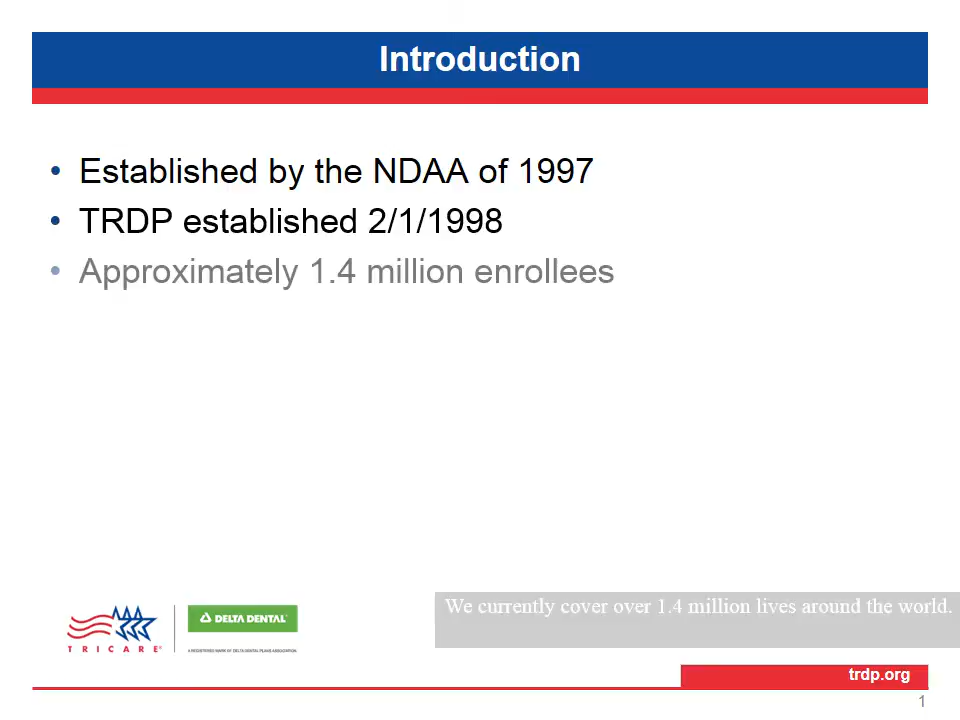 Introduction
• Established by the NDAA of 1997
• TRDP established 2/1/1998
• Approximately 1.4 million enrollees
We currently cover over 1.4 million lives around the world.
TRICARE®
DELTA DENTAL®
A REGISTERED MARK OF DELTA DENTAL PLANS ASSOCIATION
trdp.org
1